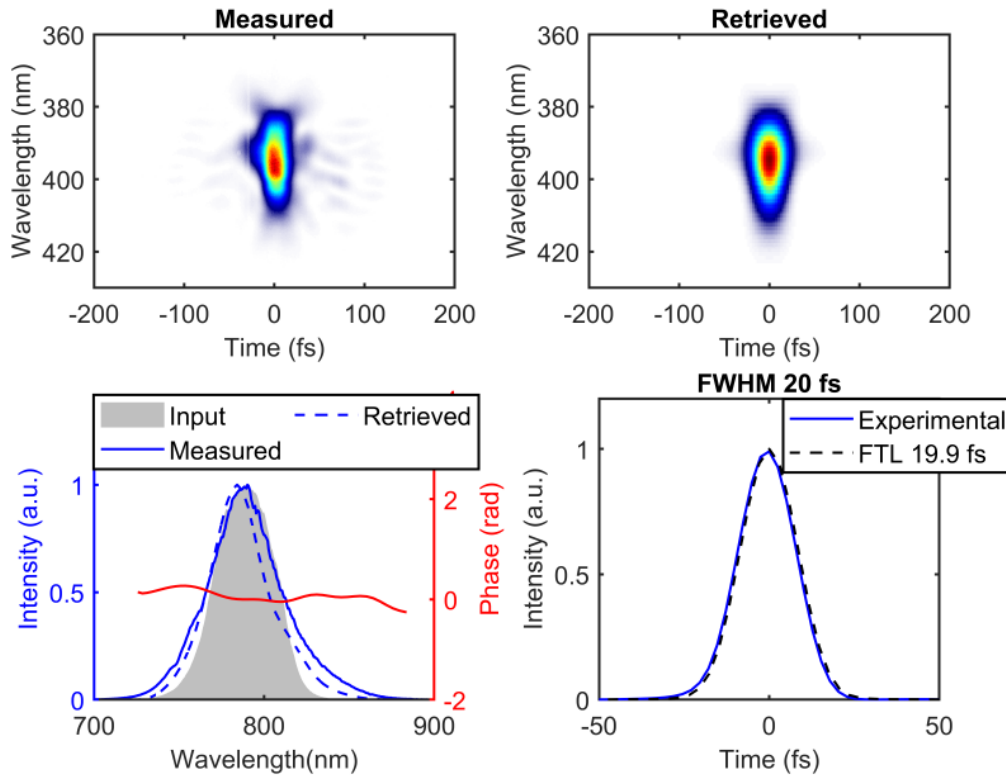 Measured
Wavelength (nm)
360
380
400
420
-200 -100 0 100 200
Time (fs)
Retrieved
Wavelength (nm)
360
380
400
420
-200 -100 0 100 200
Time (fs)
Input
Retrieved
Measured
Intensity (a.u.)
1
0.5
0
2
0
-2
Phase (rad)
700 800 900
Wavelength(nm)
FWHM 20 fs
Experimental
FTL 19.9 fs
Intensity (a.u.)
1
0.5
0
-50 0 50
Time (fs)